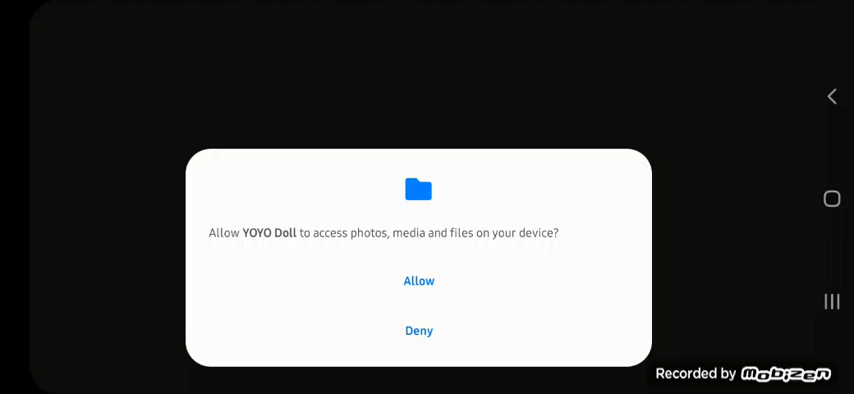 Allow YOYO Doll to access photos, media and files on your device?
Allow
Deny
Recorded by mobizen